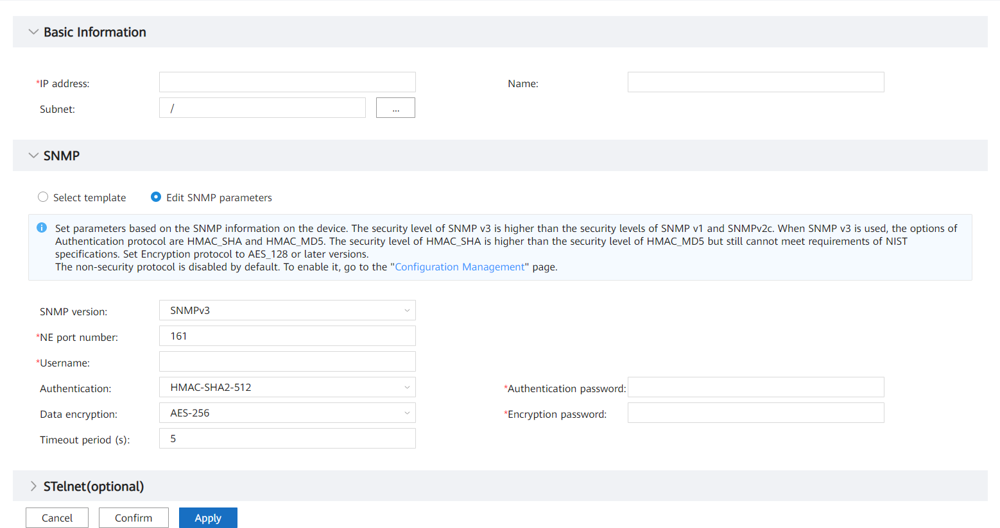 Basic Information
*IP address:
Name:
Subnet: / ...
SNMP
Select template Edit SNMP parameters
Set parameters based on the SNMP information on the device. The security level of SNMP v3 is higher than the security levels of SNMP v1 and SNMPv2c. When SNMP v3 is used, the options of
Authentication protocol are HMAC_SHA and HMAC_MD5. The security level of HMAC_SHA is higher than the security level of HMAC_MD5 but still cannot meet requirements of NIST
specifications. Set Encryption protocol to AES_128 or later versions.
The non-security protocol is disabled by default. To enable it, go to the "Configuration Management" page.
SNMP version: SNMPv3
*NE port number: 161
*Username:
Authentication: HMAC-SHA2-512
*Authentication password:
Data encryption: AES-256
*Encryption password:
Timeout period (s): 5
STelnet(optional)
Cancel Confirm Apply